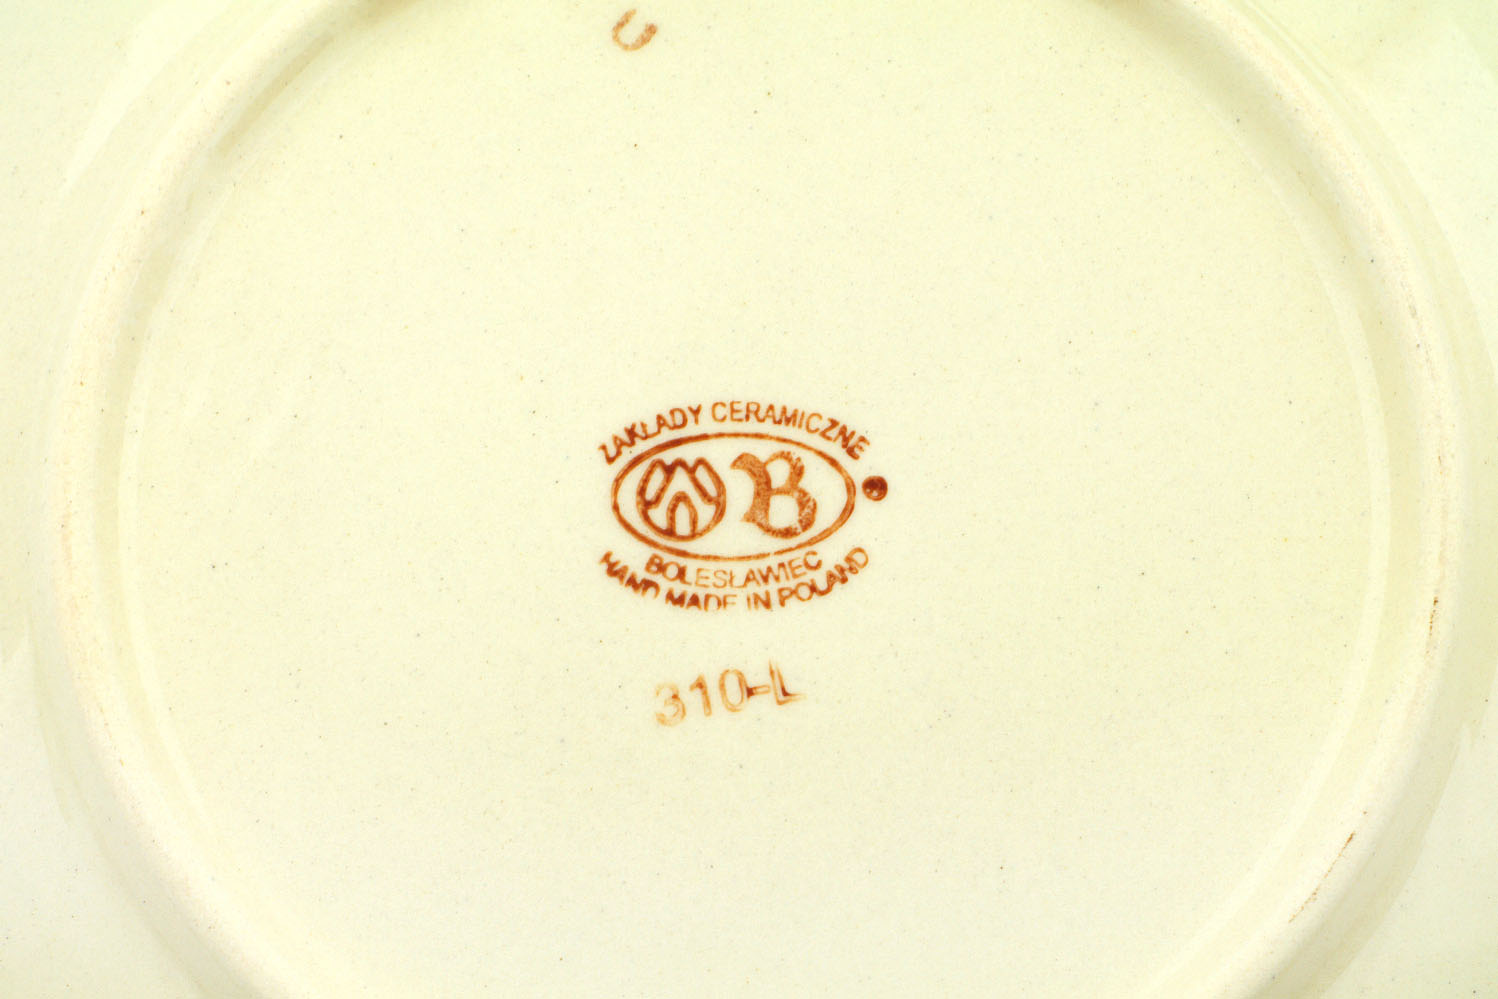 U
ZAKŁADY CERAMICZNE
B
BOLESŁAWIEC
HAND MADE IN POLAND
310-L